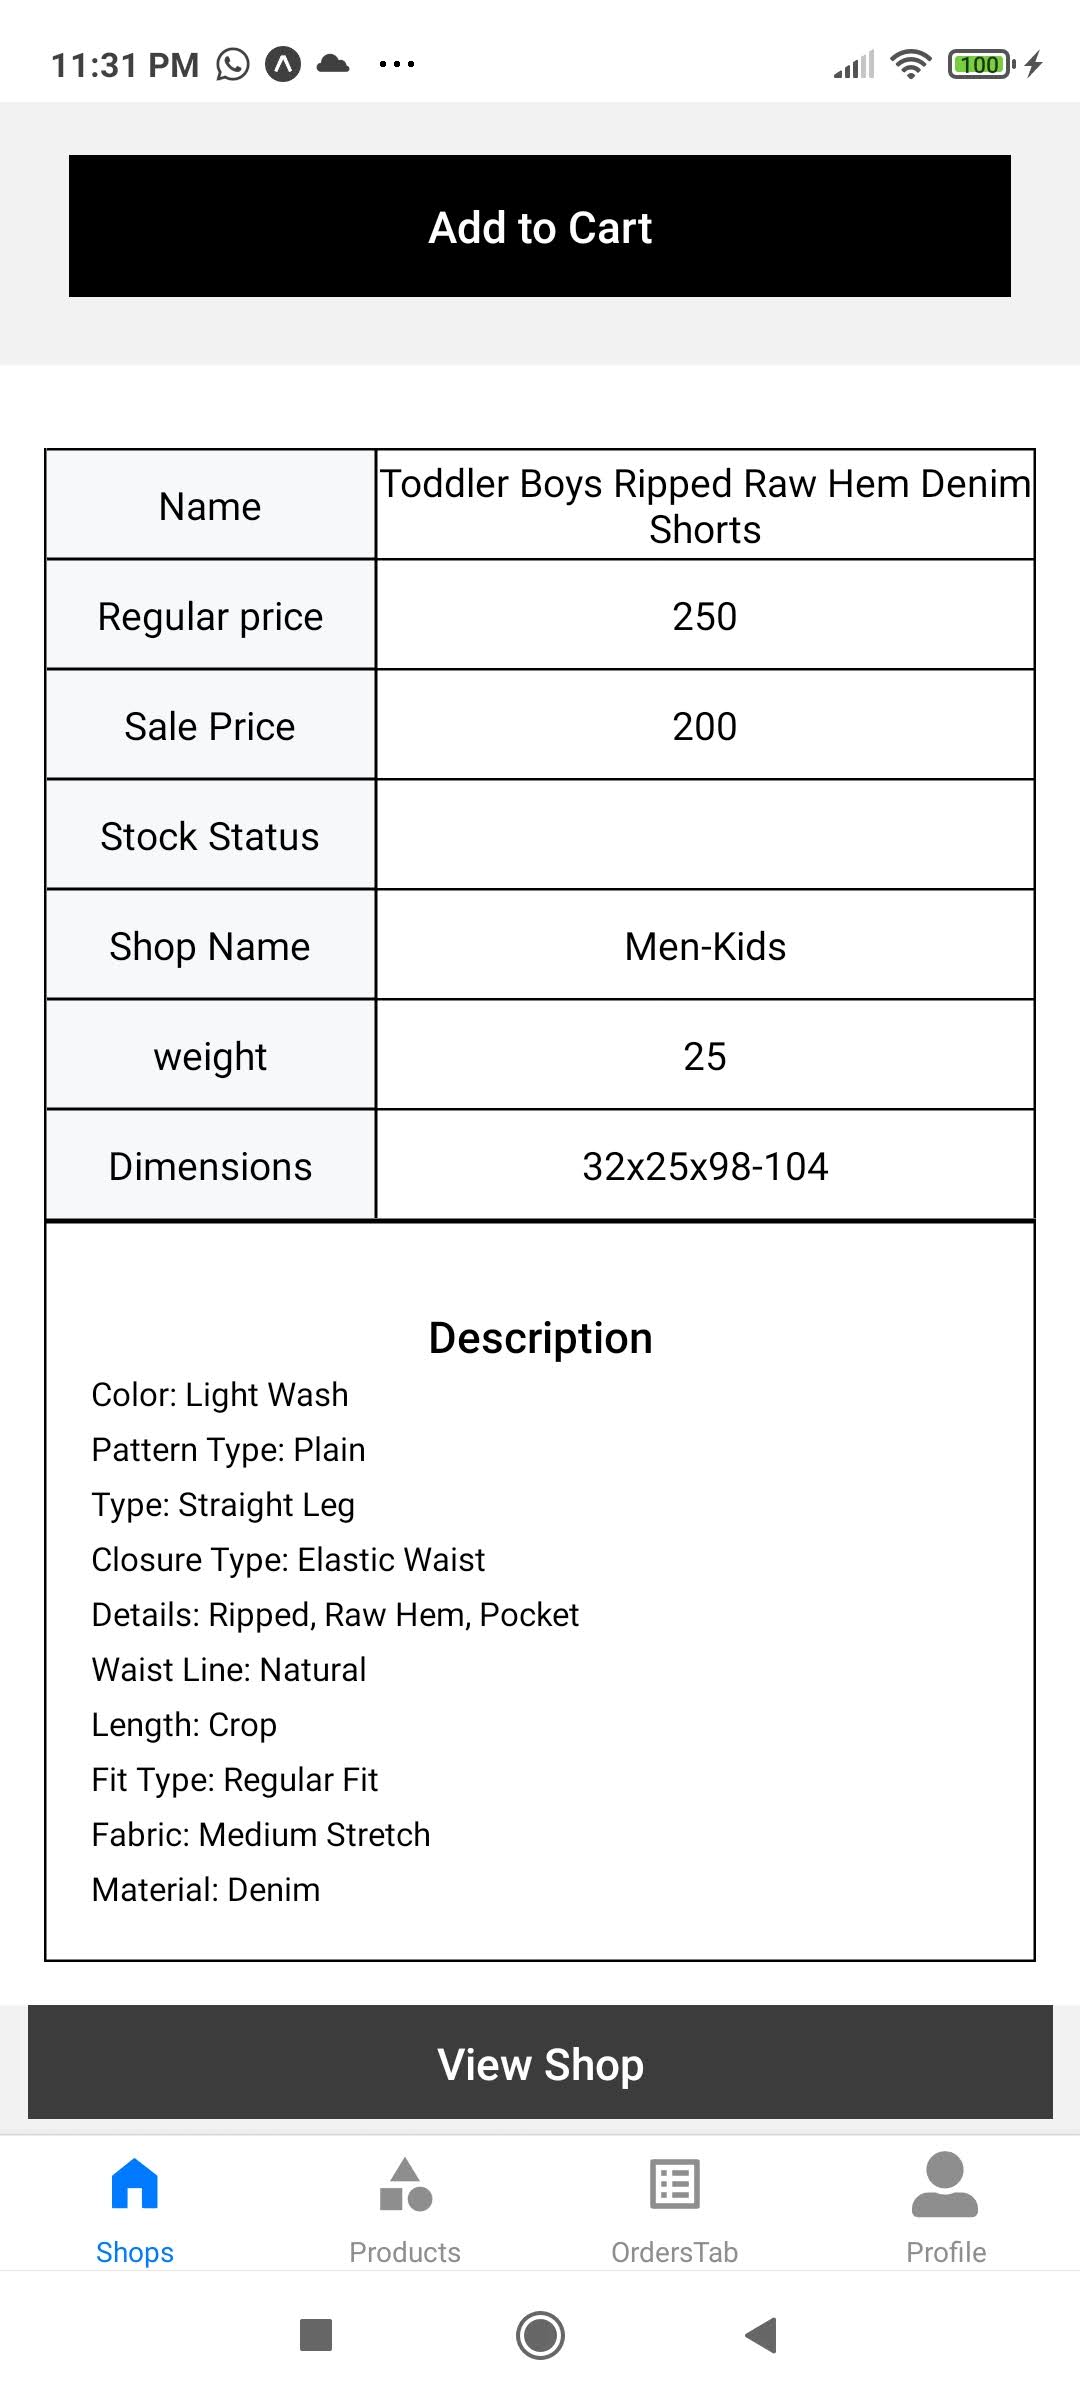 11:31 PM
100
Add to Cart
Name
Toddler Boys Ripped Raw Hem Denim
Shorts
Regular price
250
Sale Price
200
Stock Status
Shop Name
Men-Kids
weight
25
Dimensions
32x25x98-104
Description
Color: Light Wash
Pattern Type: Plain
Type: Straight Leg
Closure Type: Elastic Waist
Details: Ripped, Raw Hem, Pocket
Waist Line: Natural
Length: Crop
Fit Type: Regular Fit
Fabric: Medium Stretch
Material: Denim
View Shop
Shops
Products
OrdersTab
Profile